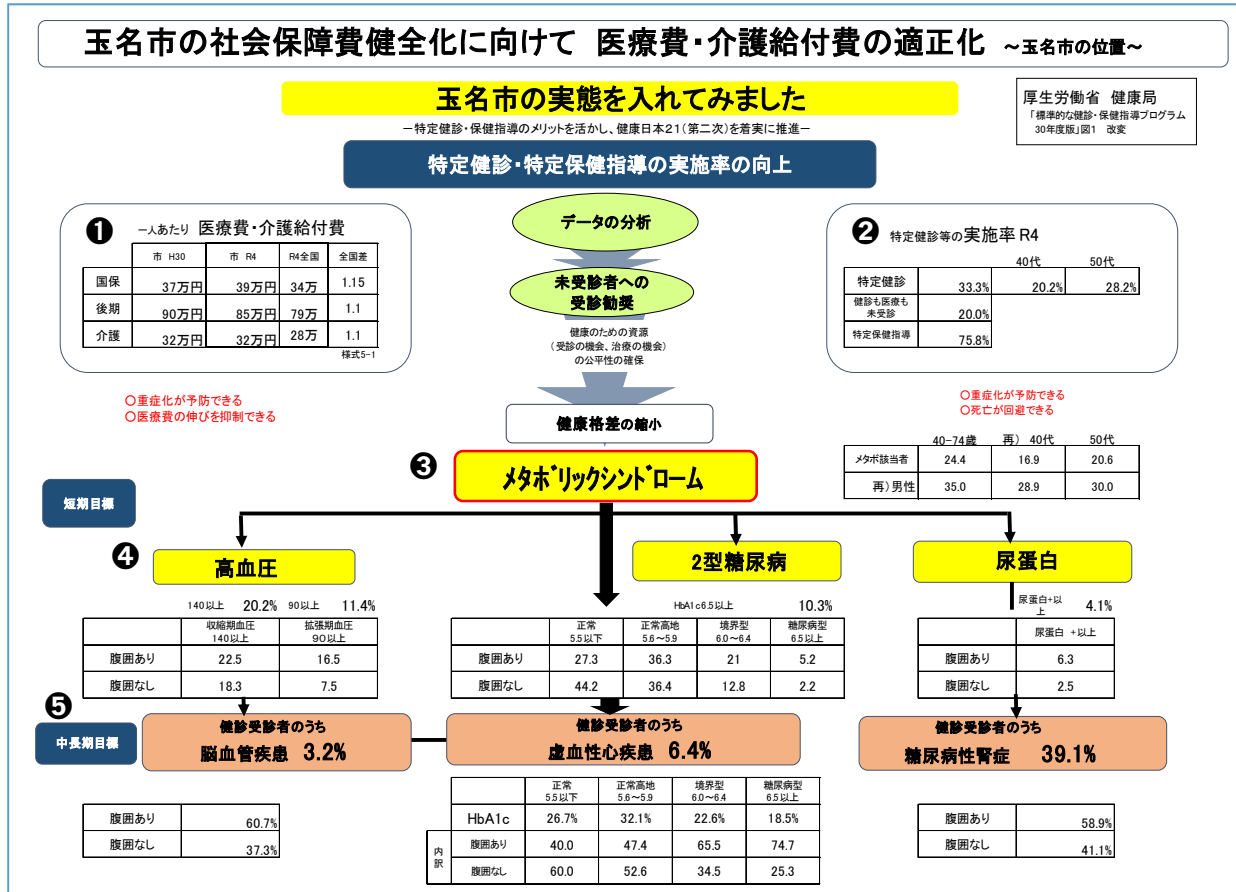 玉名市の社会保障費健全化に向けて 医療費・介護給付費の適正化 ～玉名市の位置～
玉名市の実態を入れてみました
厚生労働省 健康局
「標準的な健診・保健指導プログラム
30年度版」図1 改変
－特定健診・保健指導のメリットを活かし、健康日本21(第二次)を着実に推進－
特定健診・特定保健指導の実施率の向上
❶ 一人あたり 医療費・介護給付費
市 H30 市 R4 R4全国 全国差
国保 37万円 39万円 34万 1.15
後期 90万円 85万円 79万 1.1
介護 32万円 32万円 28万 1.1
様式5-1
データの分析
未受診者への
受診勧奨
健康のための資源
(受診の機会、治療の機会)
の公平性の確保
健康格差の縮小
❷ 特定健診等の実施率 R4
40代 50代
特定健診 33.3% 20.2% 28.2%
健診も医療も
未受診 20.0%
特定保健指導 75.8%
○重症化が予防できる
○医療費の伸びを抑制できる
○重症化が予防できる
○死亡が回避できる
40-74歳 再) 40代 50代
メタボ該当者 24.4 16.9 20.6
再)男性 35.0 28.9 30.0
❸ メタボリックシンドローム
短期目標
❹ 高血圧
140以上 20.2% 90以上 11.4%
収縮期血圧
140以上
拡張期血圧
90以上
腹囲あり 22.5 16.5
腹囲なし 18.3 7.5
2型糖尿病
HbA1c6.5以上 10.3%
正常
5.5以下
正常高地
5.6～5.9
境界型
6.0～6.4
糖尿病型
6.5以上
腹囲あり 27.3 36.3 21 5.2
腹囲なし 44.2 36.4 12.8 2.2
尿蛋白
尿蛋白+以
上 4.1%
尿蛋白 +以上
腹囲あり 6.3
腹囲なし 2.5
❺
中長期目標
健診受診者のうち
脳血管疾患 3.2%
健診受診者のうち
虚血性心疾患 6.4%
健診受診者のうち
糖尿病性腎症 39.1%
腹囲あり 60.7%
腹囲なし 37.3%
正常
5.5以下
正常高地
5.6～5.9
境界型
6.0～6.4
糖尿病型
6.5以上
HbA1c 26.7% 32.1% 22.6% 18.5%
内訳
腹囲あり 40.0 47.4 65.5 74.7
腹囲なし 60.0 52.6 34.5 25.3
腹囲あり 58.9%
腹囲なし 41.1%